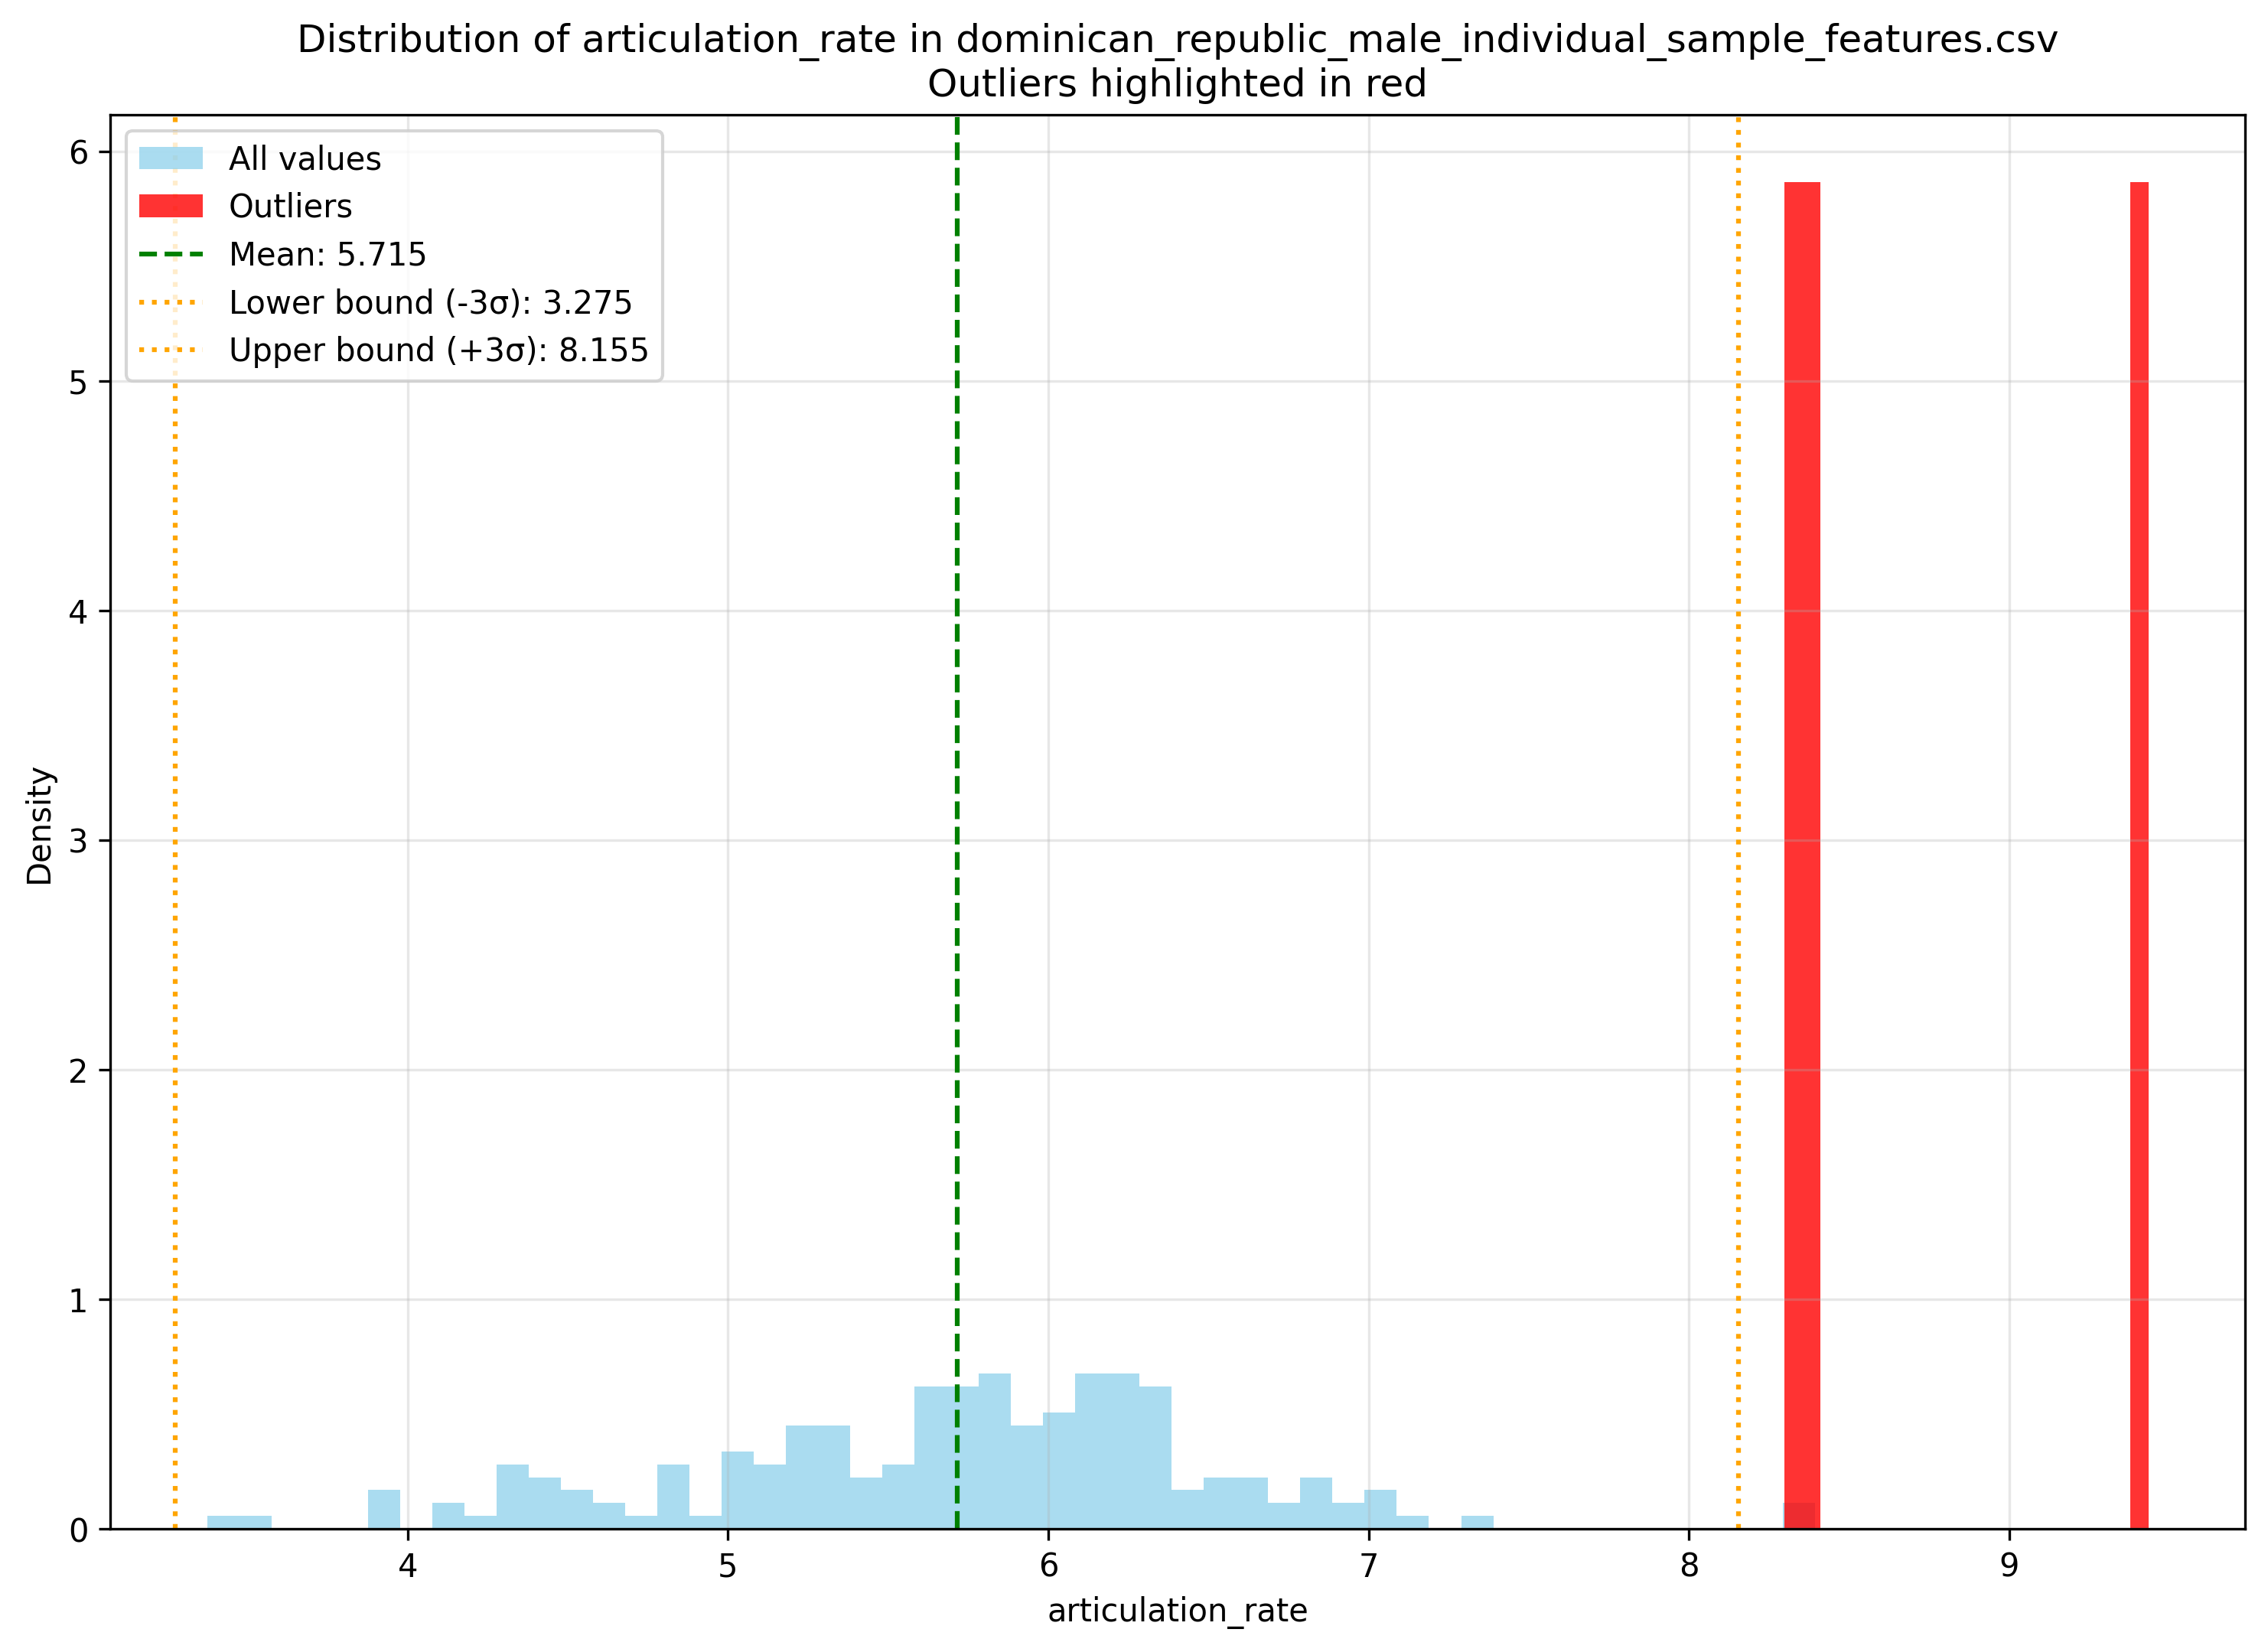 Distribution of articulation_rate in dominican_republic_male_individual_sample_features.csv
Outliers highlighted in red
All values
Outliers
Mean: 5.715
Lower bound (-3σ): 3.275
Upper bound (+3σ): 8.155
Density
6
5
4
3
2
1
0
4
5
6
7
8
9
articulation_rate